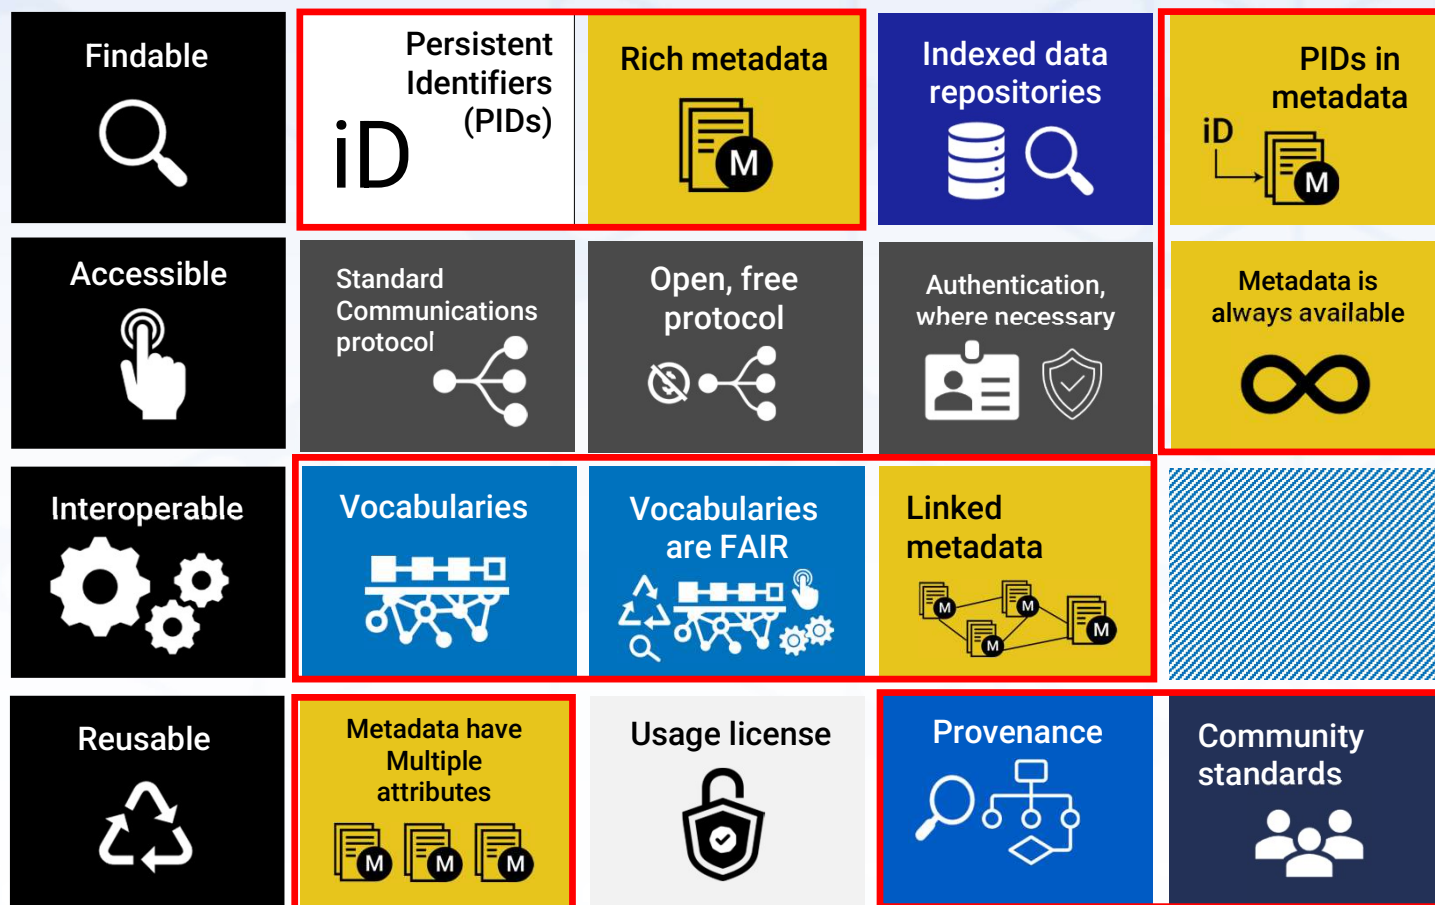 Findable
Persistent
Identifiers
(PIDs)
iD
Rich metadata
M
Indexed data
repositories
PIDs in
metadata
iD
M
Accessible
Standard
Communications
protocol
Open, free
protocol
$
Authentication,
where necessary
Metadata is
always available
Interoperable
Vocabularies
Vocabularies
are FAIR
Linked
metadata
M
M
M
M
Reusable
Metadata have
Multiple
attributes
M
M
M
Usage license
Provenance
Community
standards